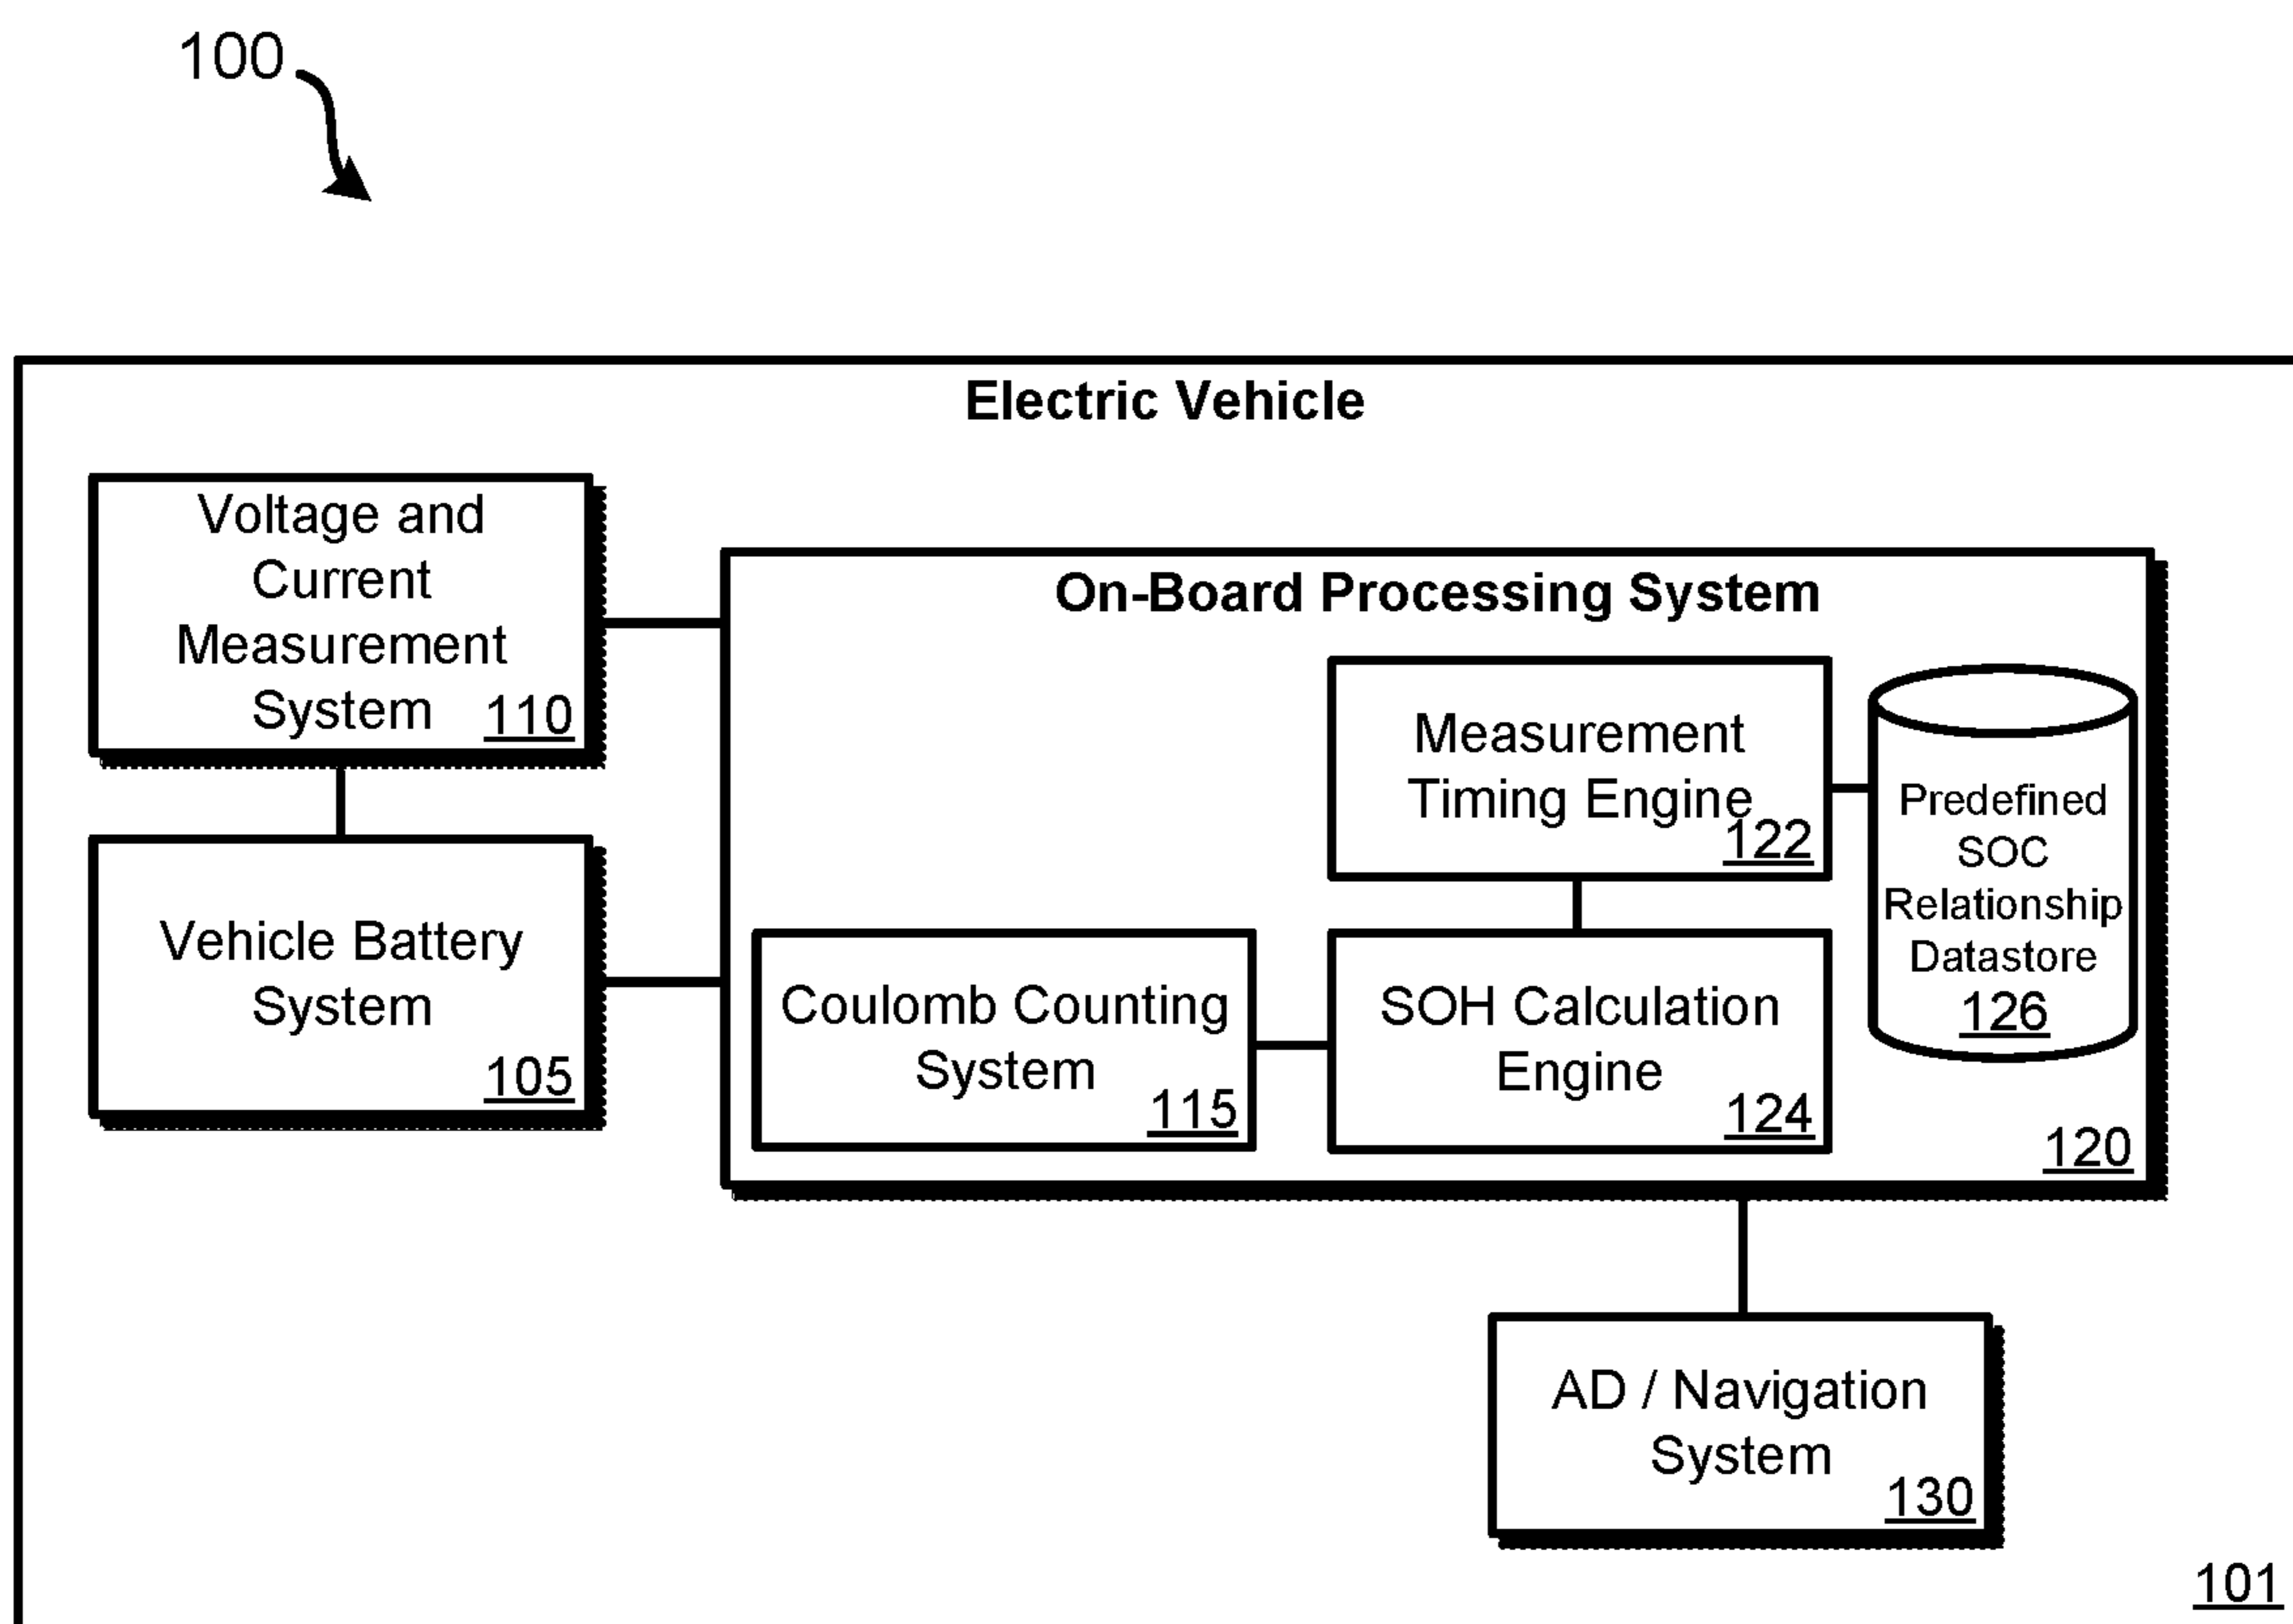 100
Electric Vehicle
Voltage and
Current
Measurement
System 110
On-Board Processing System
Measurement
Timing Engine
122
Predefined
SOC
Relationship
Datastore
126
Vehicle Battery
System
105
Coulomb Counting
System
115
SOH Calculation
Engine
124
120
AD / Navigation
System
130
101